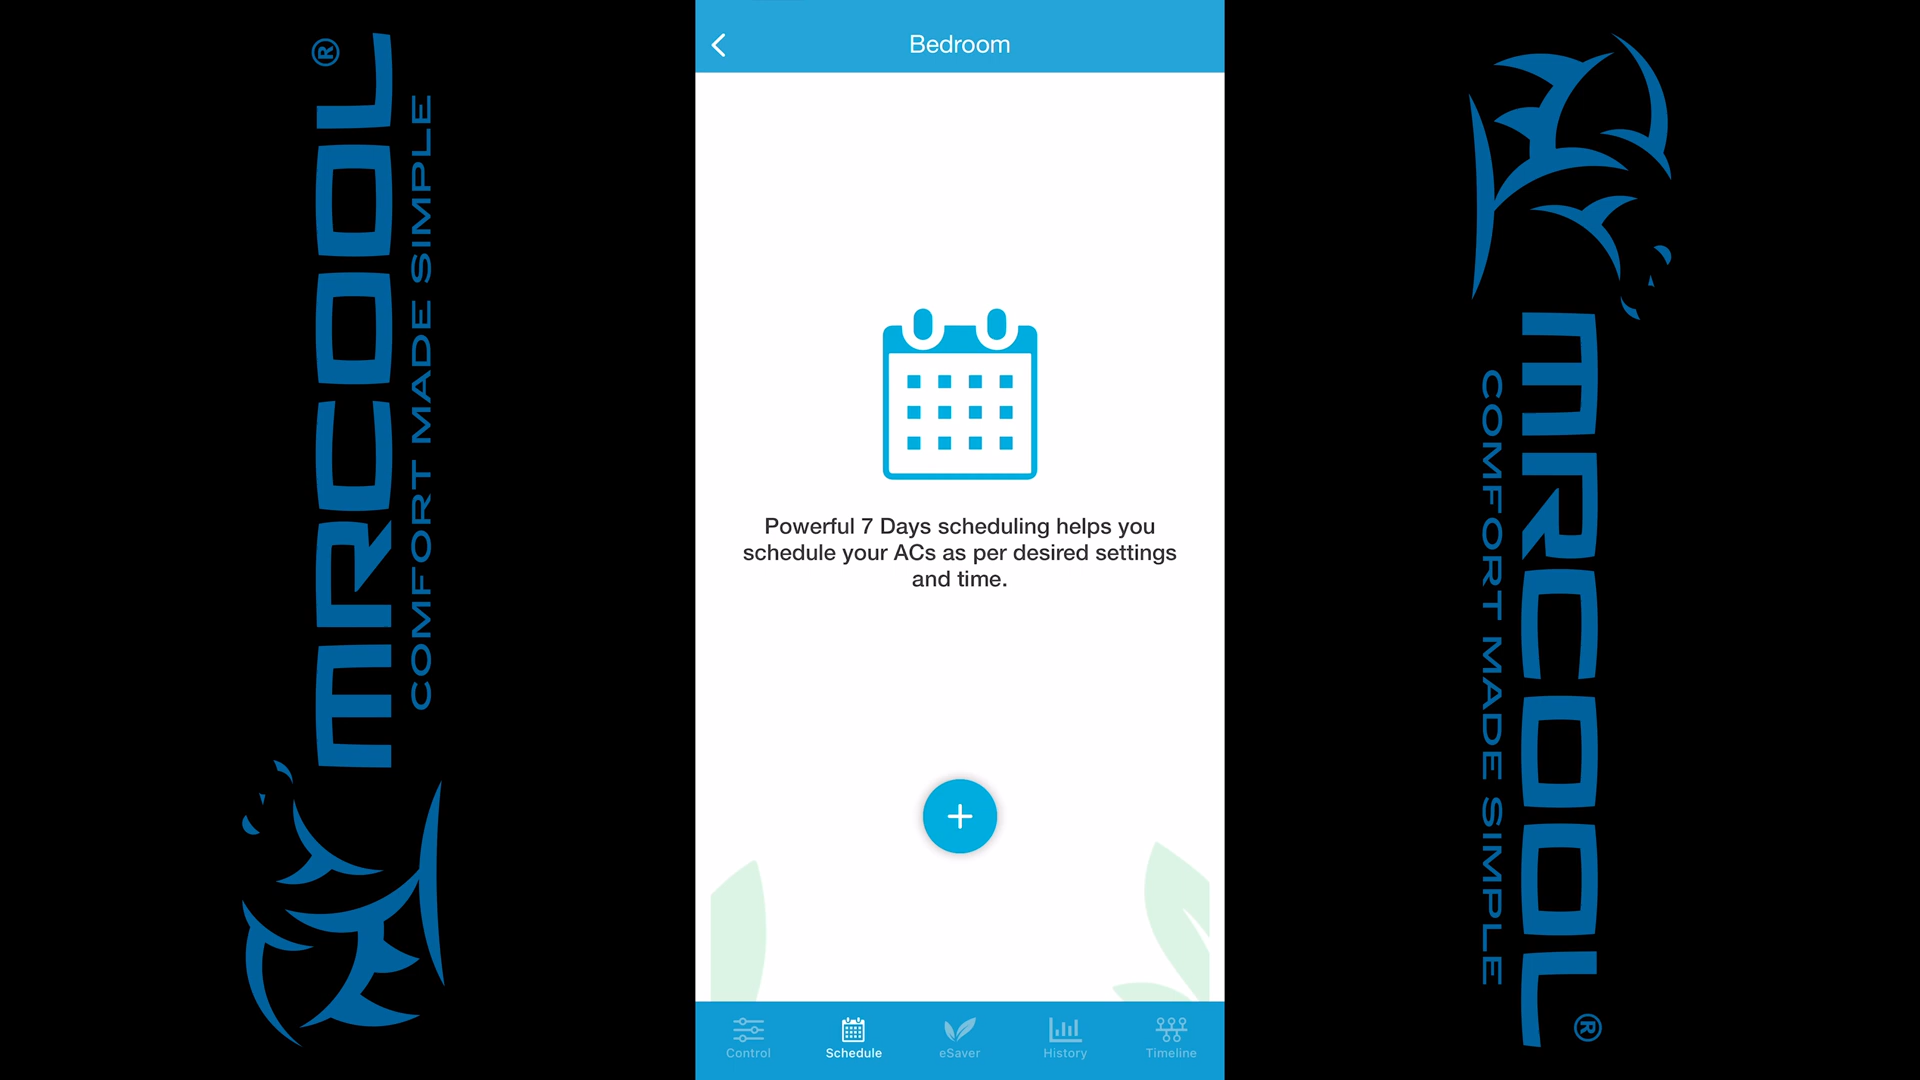 MRCOOL®
COMFORT MADE SIMPLE
Bedroom
Powerful 7 Days scheduling helps you
schedule your ACs as per desired settings
and time.
Control
Schedule
eSaver
History
Timeline
MRCOOL®
COMFORT MADE SIMPLE